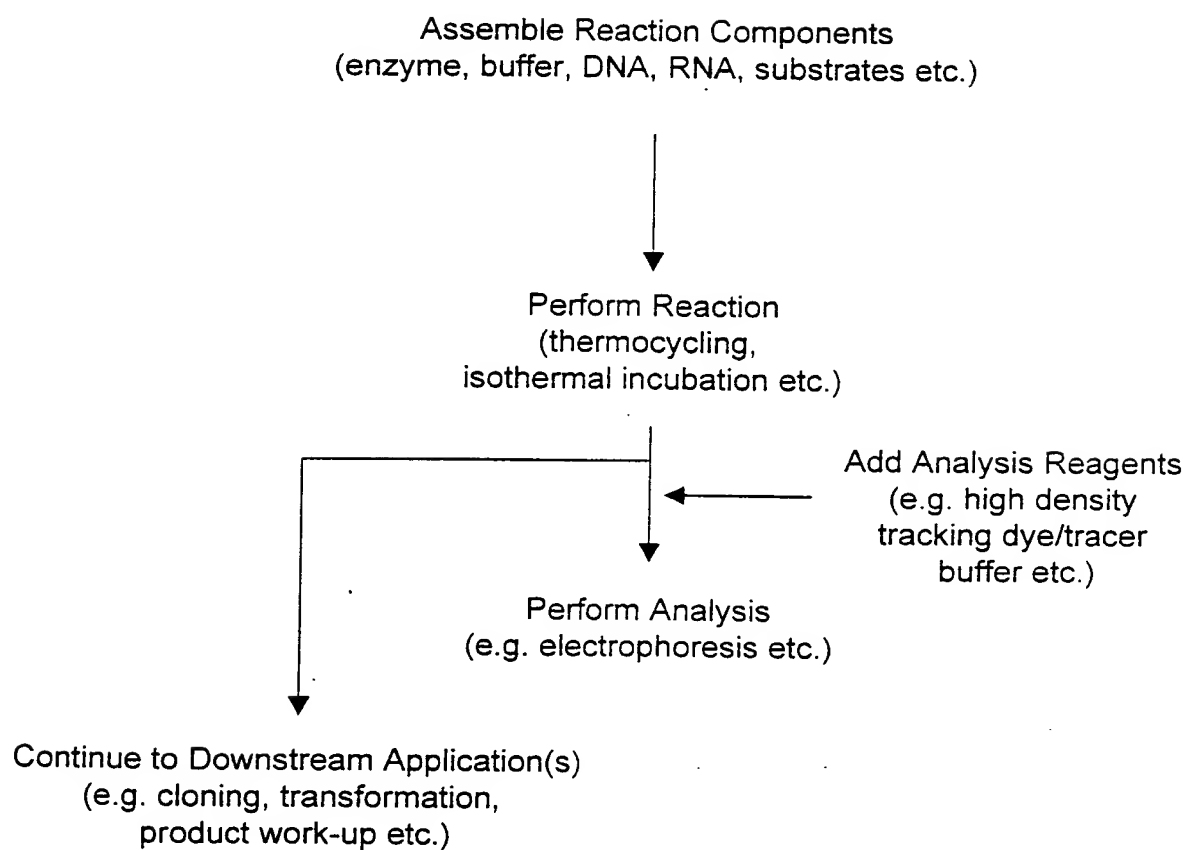 Assemble Reaction Components
(enzyme, buffer, DNA, RNA, substrates etc.)
Perform Reaction
(thermocycling,
isothermal incubation etc.)
Add Analysis Reagents
(e.g. high density
tracking dye/tracer
buffer etc.)
Perform Analysis
(e.g. electrophoresis etc.)
Continue to Downstream Application(s)
(e.g. cloning, transformation,
product work-up etc.)